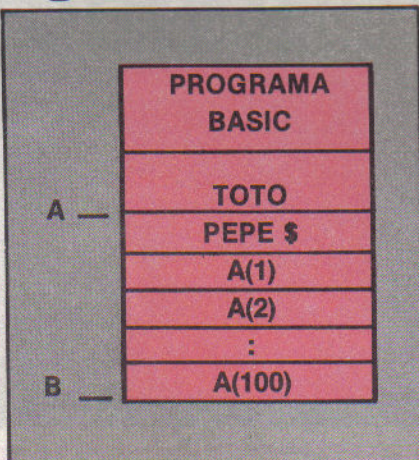 PROGRAMA
BASIC
TOTO
A —
PEPE $
A(1)
A(2)
:
B —
A(100)